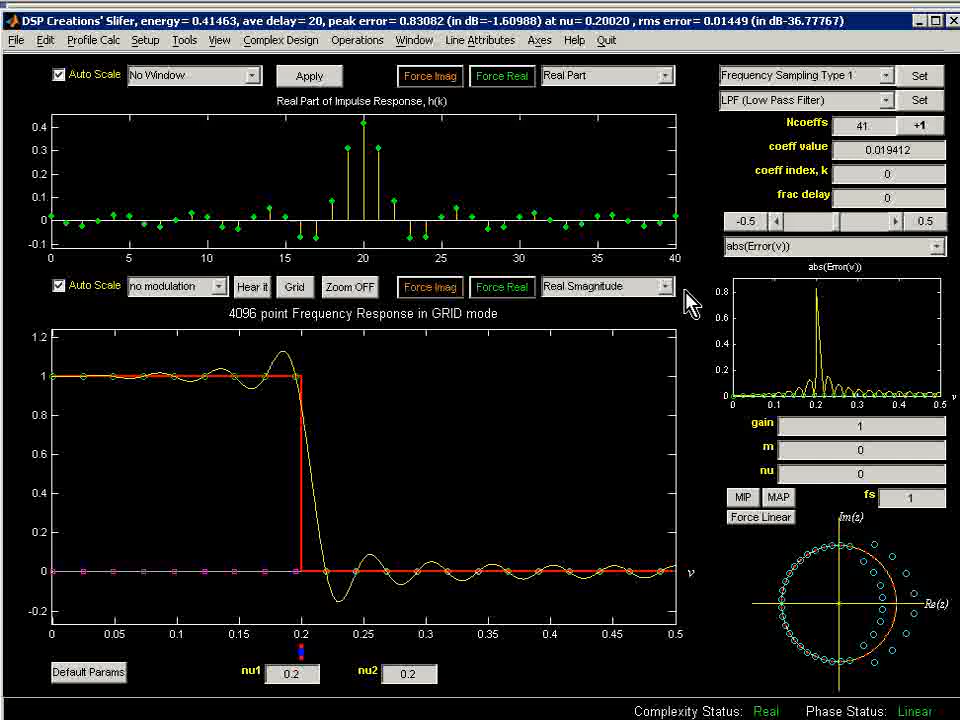 DSP Creations' Slifer, energy= 0.41463, ave delay= 20, peak error= 0.83082 (in dB=-1.60988) at nu= 0.20020 , rms error= 0.01449 (in dB-36.77767)
File Edit Profile Calc Setup Tools View Complex Design Operations Window Line Attributes Axes Help Quit
Auto Scale No Window Apply Force Imag Force Real Real Part
Frequency Sampling Type 1 Set
LPF (Low Pass Filter) Set
Real Part of Impulse Response, h(k)
Ncoeffs 41 +1
coeff value 0.019412
coeff index, k 0
frac delay 0
-0.5 0.5
abs(Error(ν))
0.4
0.3
0.2
0.1
0
-0.1
0 5 10 15 20 25 30 35 40
Auto Scale no modulation Hear it Grid Zoom OFF Force Imag Force Real Real Smagnitude
4096 point Frequency Response in GRID mode
1.2
1
0.8
0.6
0.4
0.2
0
-0.2
0 0.05 0.1 0.15 0.2 0.25 0.3 0.35 0.4 0.45 0.5
ν
abs(Error(ν))
0.8
0.6
0.4
0.2
0
0 0.1 0.2 0.3 0.4 0.5
ν
gain 1
m 0
nu 0
MIP MAP fs 1
Force Linear
Im(z)
Re(z)
Default Params nu1 0.2 nu2 0.2
Complexity Status: Real Phase Status: Linear